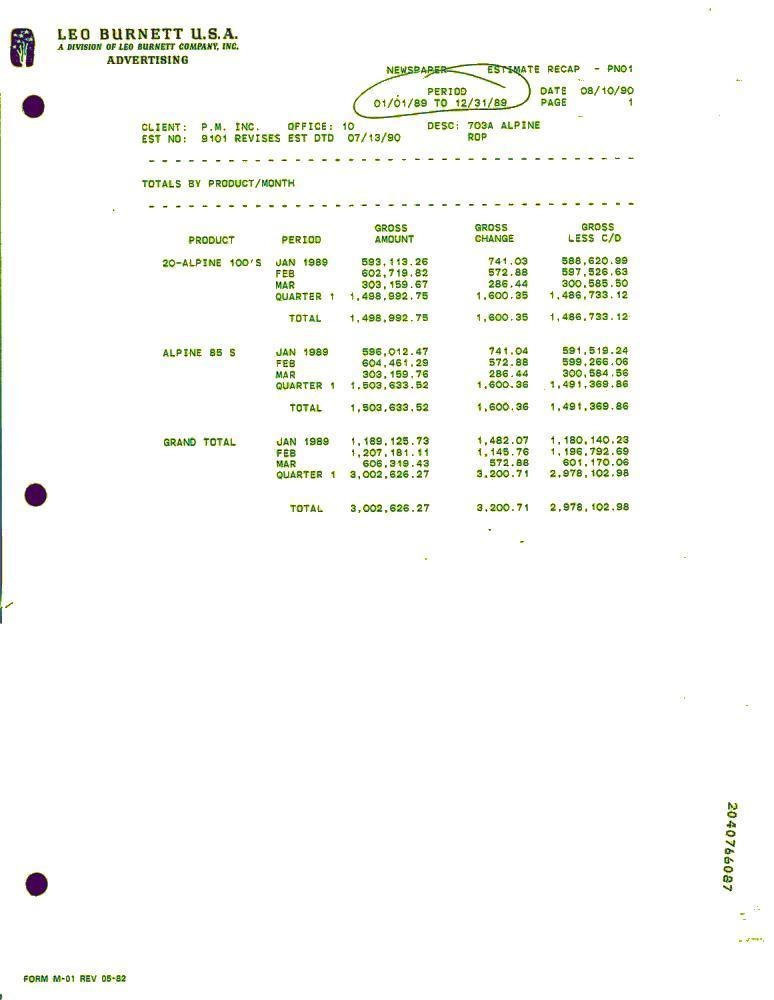 LEO BURNETT U.S.A.
A DIVISION OF LEO BURNETT COMPANY, INC.
ADVERTISING
NEWSPAPER ESTIMATE RECAP - PNO1
PERIOD DATE 08/10/90
01/01/89 TO 12/31/89 PAGE 1
CLIENT: P.M. INC. OFFICE: 10 DESC: 703A ALPINE
EST NO: 9101 REVISES EST DTD 07/13/90 ROP
TOTALS BY PRODUCT/MONTH
GROSS GROSS GROSS
PRODUCT PERIOD AMOUNT CHANGE LESS C/D
20-ALPINE 100'S JAN 1989 593,113.26 741.03 588,620.99
FEB 602,719.82 572.88 597,526.63
MAR 303,159.67 286.44 300,585.50
QUARTER 1 1,498,992.75 1,600.35 1,486,733.12
TOTAL 1,498,992.75 1,600.35 1,486,733.12
ALPINE 85 S JAN 1989 596,012.47 741.04 591,519.24
FEB 604,461.29 572.88 599,266.06
MAR 303,159.76 286.44 300,584.56
QUARTER 1 1,503,633.52 1,600.36 1,491,369.86
TOTAL 1,503,633.52 1,600.36 1,491,369.86
GRAND TOTAL JAN 1989 1,189,125.73 1,482.07 1,180,140.23
FEB 1,207,181.11 1,145.76 1,196,792.69
MAR 606,319.43 572.88 601,170.06
QUARTER 1 3,002,626.27 3,200.71 2,978,102.98
TOTAL 3,002,626.27 3,200.71 2,978,102.98
2040766087
FORM M-01 REV 05-82